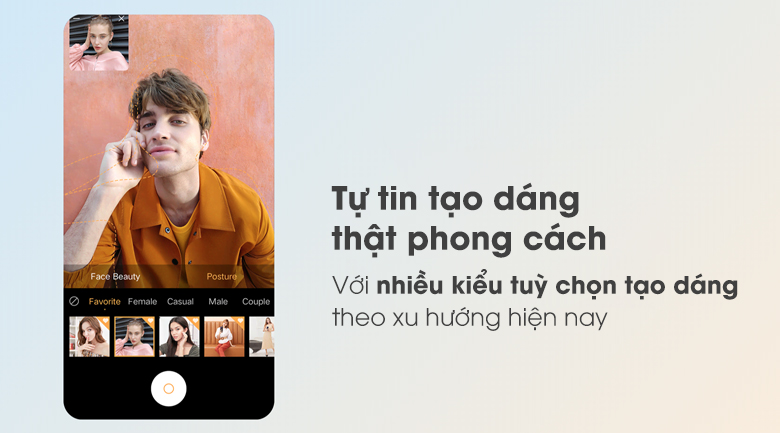 Face Beauty
Posture
Favorite Female Casual Male Couple
Tự tin tạo dáng
thật phong cách
Với nhiều kiểu tuỳ chọn tạo dáng
theo xu hướng hiện nay